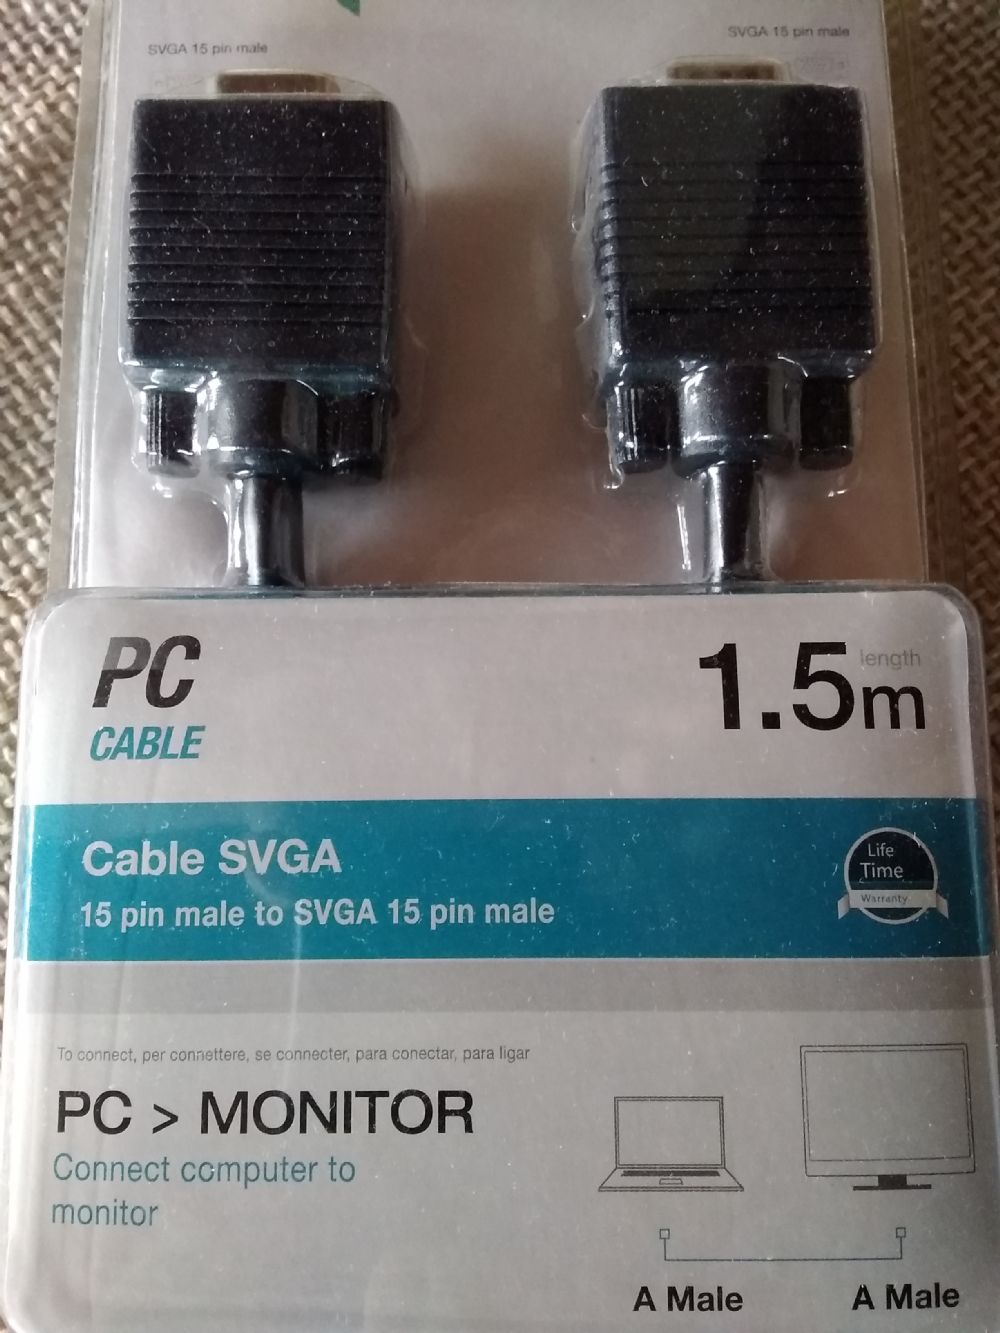 SVGA 15 pin male
SVGA 15 pin male
PC
CABLE
length
1.5m
Cable SVGA
15 pin male to SVGA 15 pin male
Life
Time
Warranty
To connect, per connettere, se connecter, para conectar, para ligar
PC > MONITOR
Connect computer to
monitor
A Male
A Male